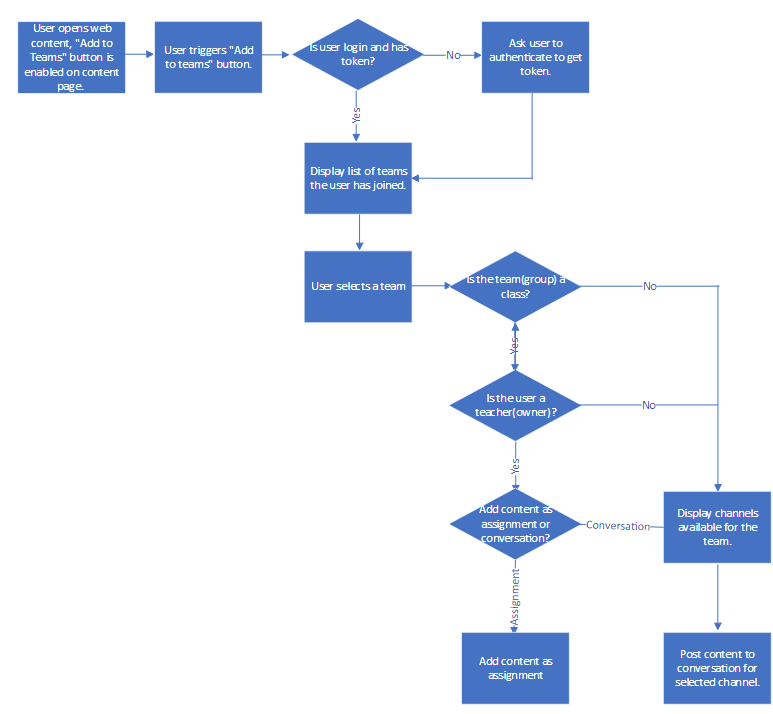 User opens web
content, "Add to
Teams" button is
enabled on content
page.
User triggers "Add
to teams" button.
Is user login and has
token?
No
Ask user to
authenticate to get
token.
Yes
Display list of teams
the user has joined.
User selects a team
Is the team(group) a
class?
No
Yes
Is the user a
teacher(owner)?
No
Yes
Add content as
assignment or
conversation?
Conversation
Display channels
available for the
team.
Assignment
Add content as
assignment
Post content to
conversation for
selected channel.